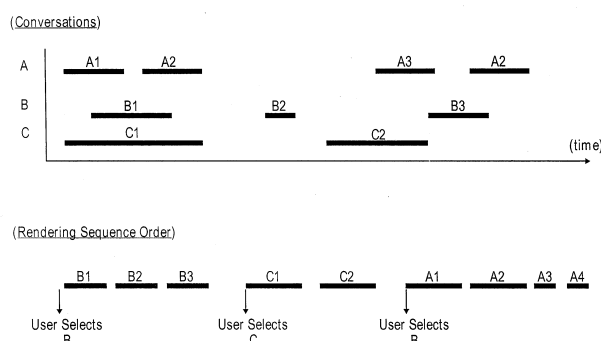 (Conversations)
A A1 A2 A3 A2
B B1 B2 B3
C C1 C2
(time)
(Rendering Sequence Order)
B1 B2 B3 C1 C2 A1 A2 A3 A4
User Selects User Selects User Selects